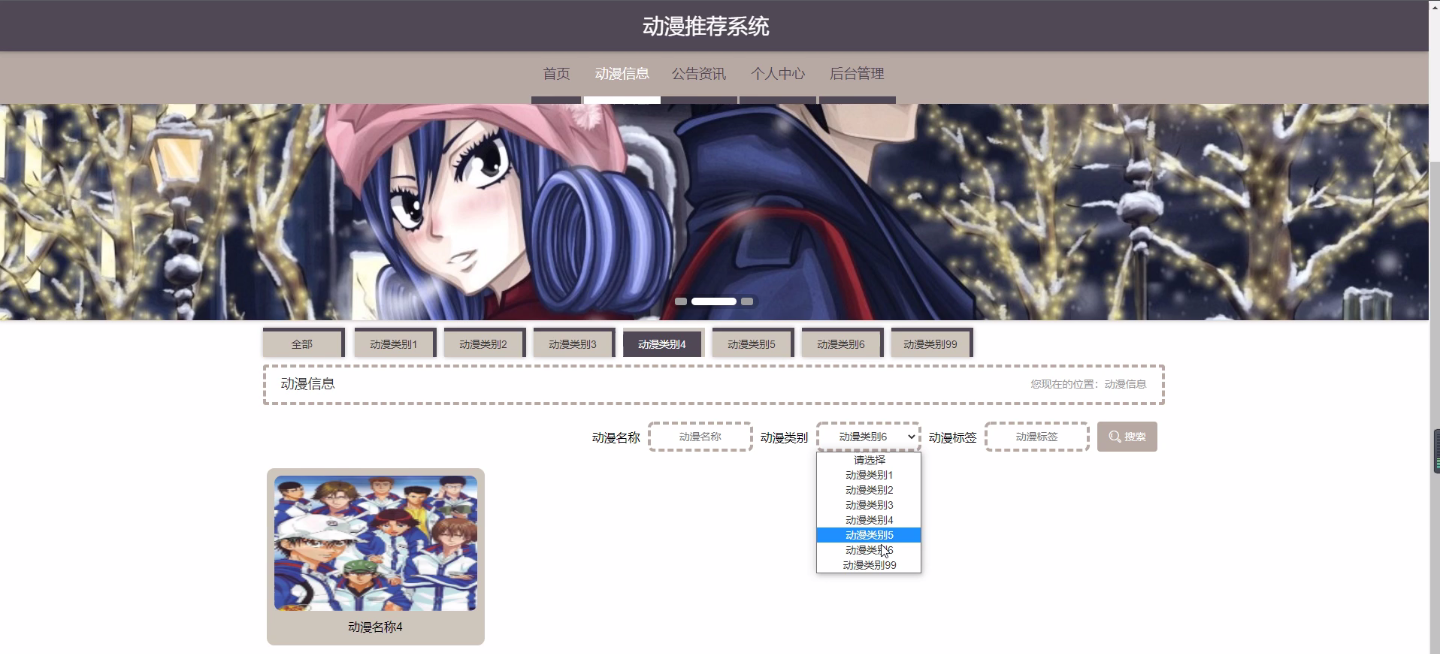 动漫推荐系统
首页 动漫信息 公告资讯 个人中心 后台管理
全部 动漫类别1 动漫类别2 动漫类别3 动漫类别4 动漫类别5 动漫类别6 动漫类别99
动漫信息 您现在的位置：动漫信息
动漫名称 动漫名称 动漫类别 动漫类别6 动漫标签 动漫标签 搜索
请选择
动漫类别1
动漫类别2
动漫类别3
动漫类别4
动漫类别5
动漫类别6
动漫类别99
动漫名称4